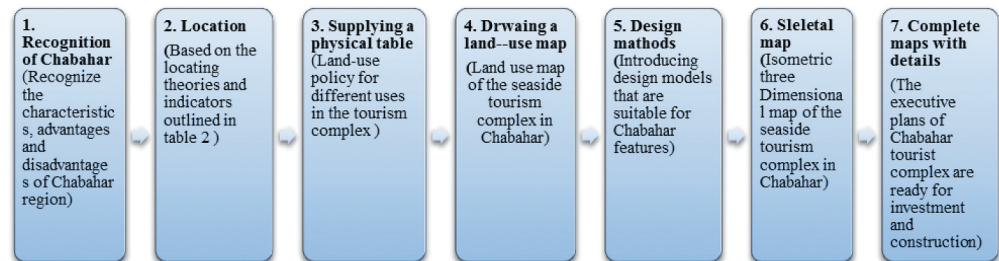 1.
Recognition
of Chabahar
(Recognize
the
characteristic
s, advantages
and
disadvantage
s of Chabahar
region)
2. Location
(Based on the
locating
theories and
indicators
outlined in
table 2 )
3. Supplying a
physical table
(Land-use
policy for
different uses
in the tourism
complex )
4. Drwaing a
land--use map
(Land use map
of the seaside
tourism
complex in
Chabahar)
5. Design
mathods
(Introducing
design models
that are
suitable for
Chabahar
features)
6. Sleletal
map
(Isometric
three
Dimensiona
l map of the
seaside
tourism
complex in
Chabahar)
7. Complete
maps with
details
(The
executive
plans of
Chabahar
tourist
complex are
ready for
investment
and
construction)